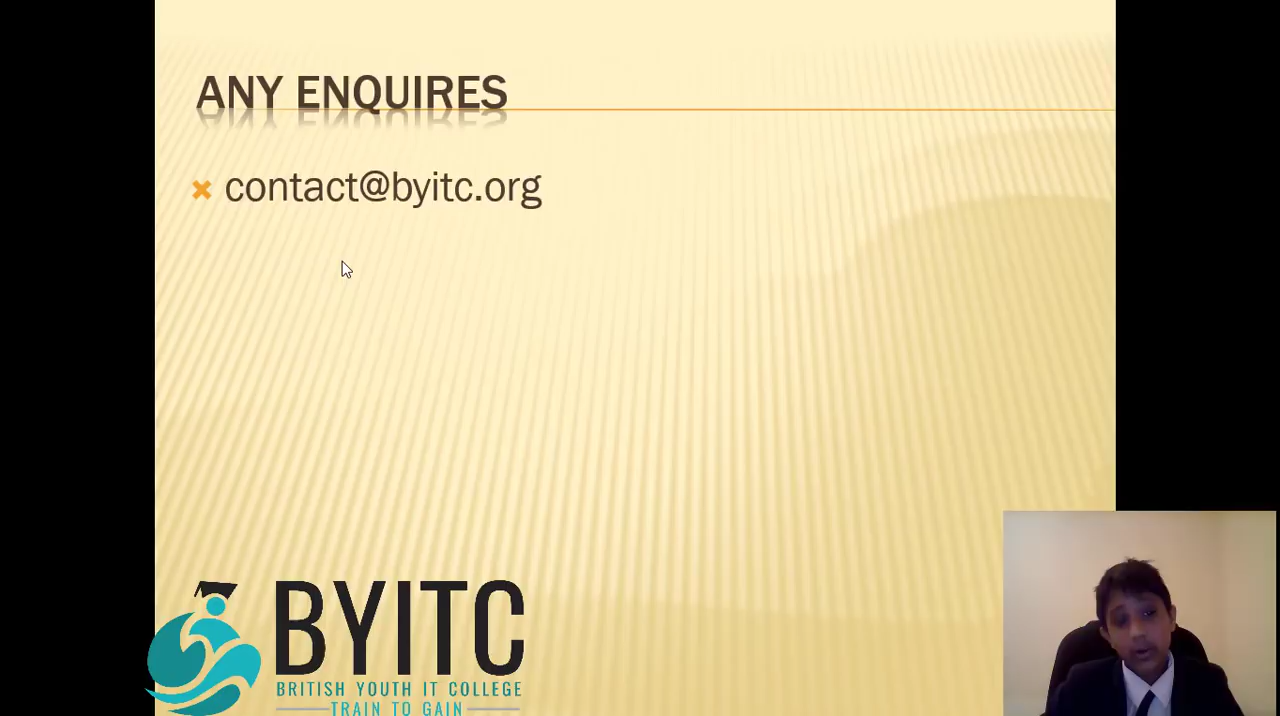 ANY ENQUIRES
contact@byitc.org
BYITC
BRITISH YOUTH IT COLLEGE
TRAIN TO GAIN